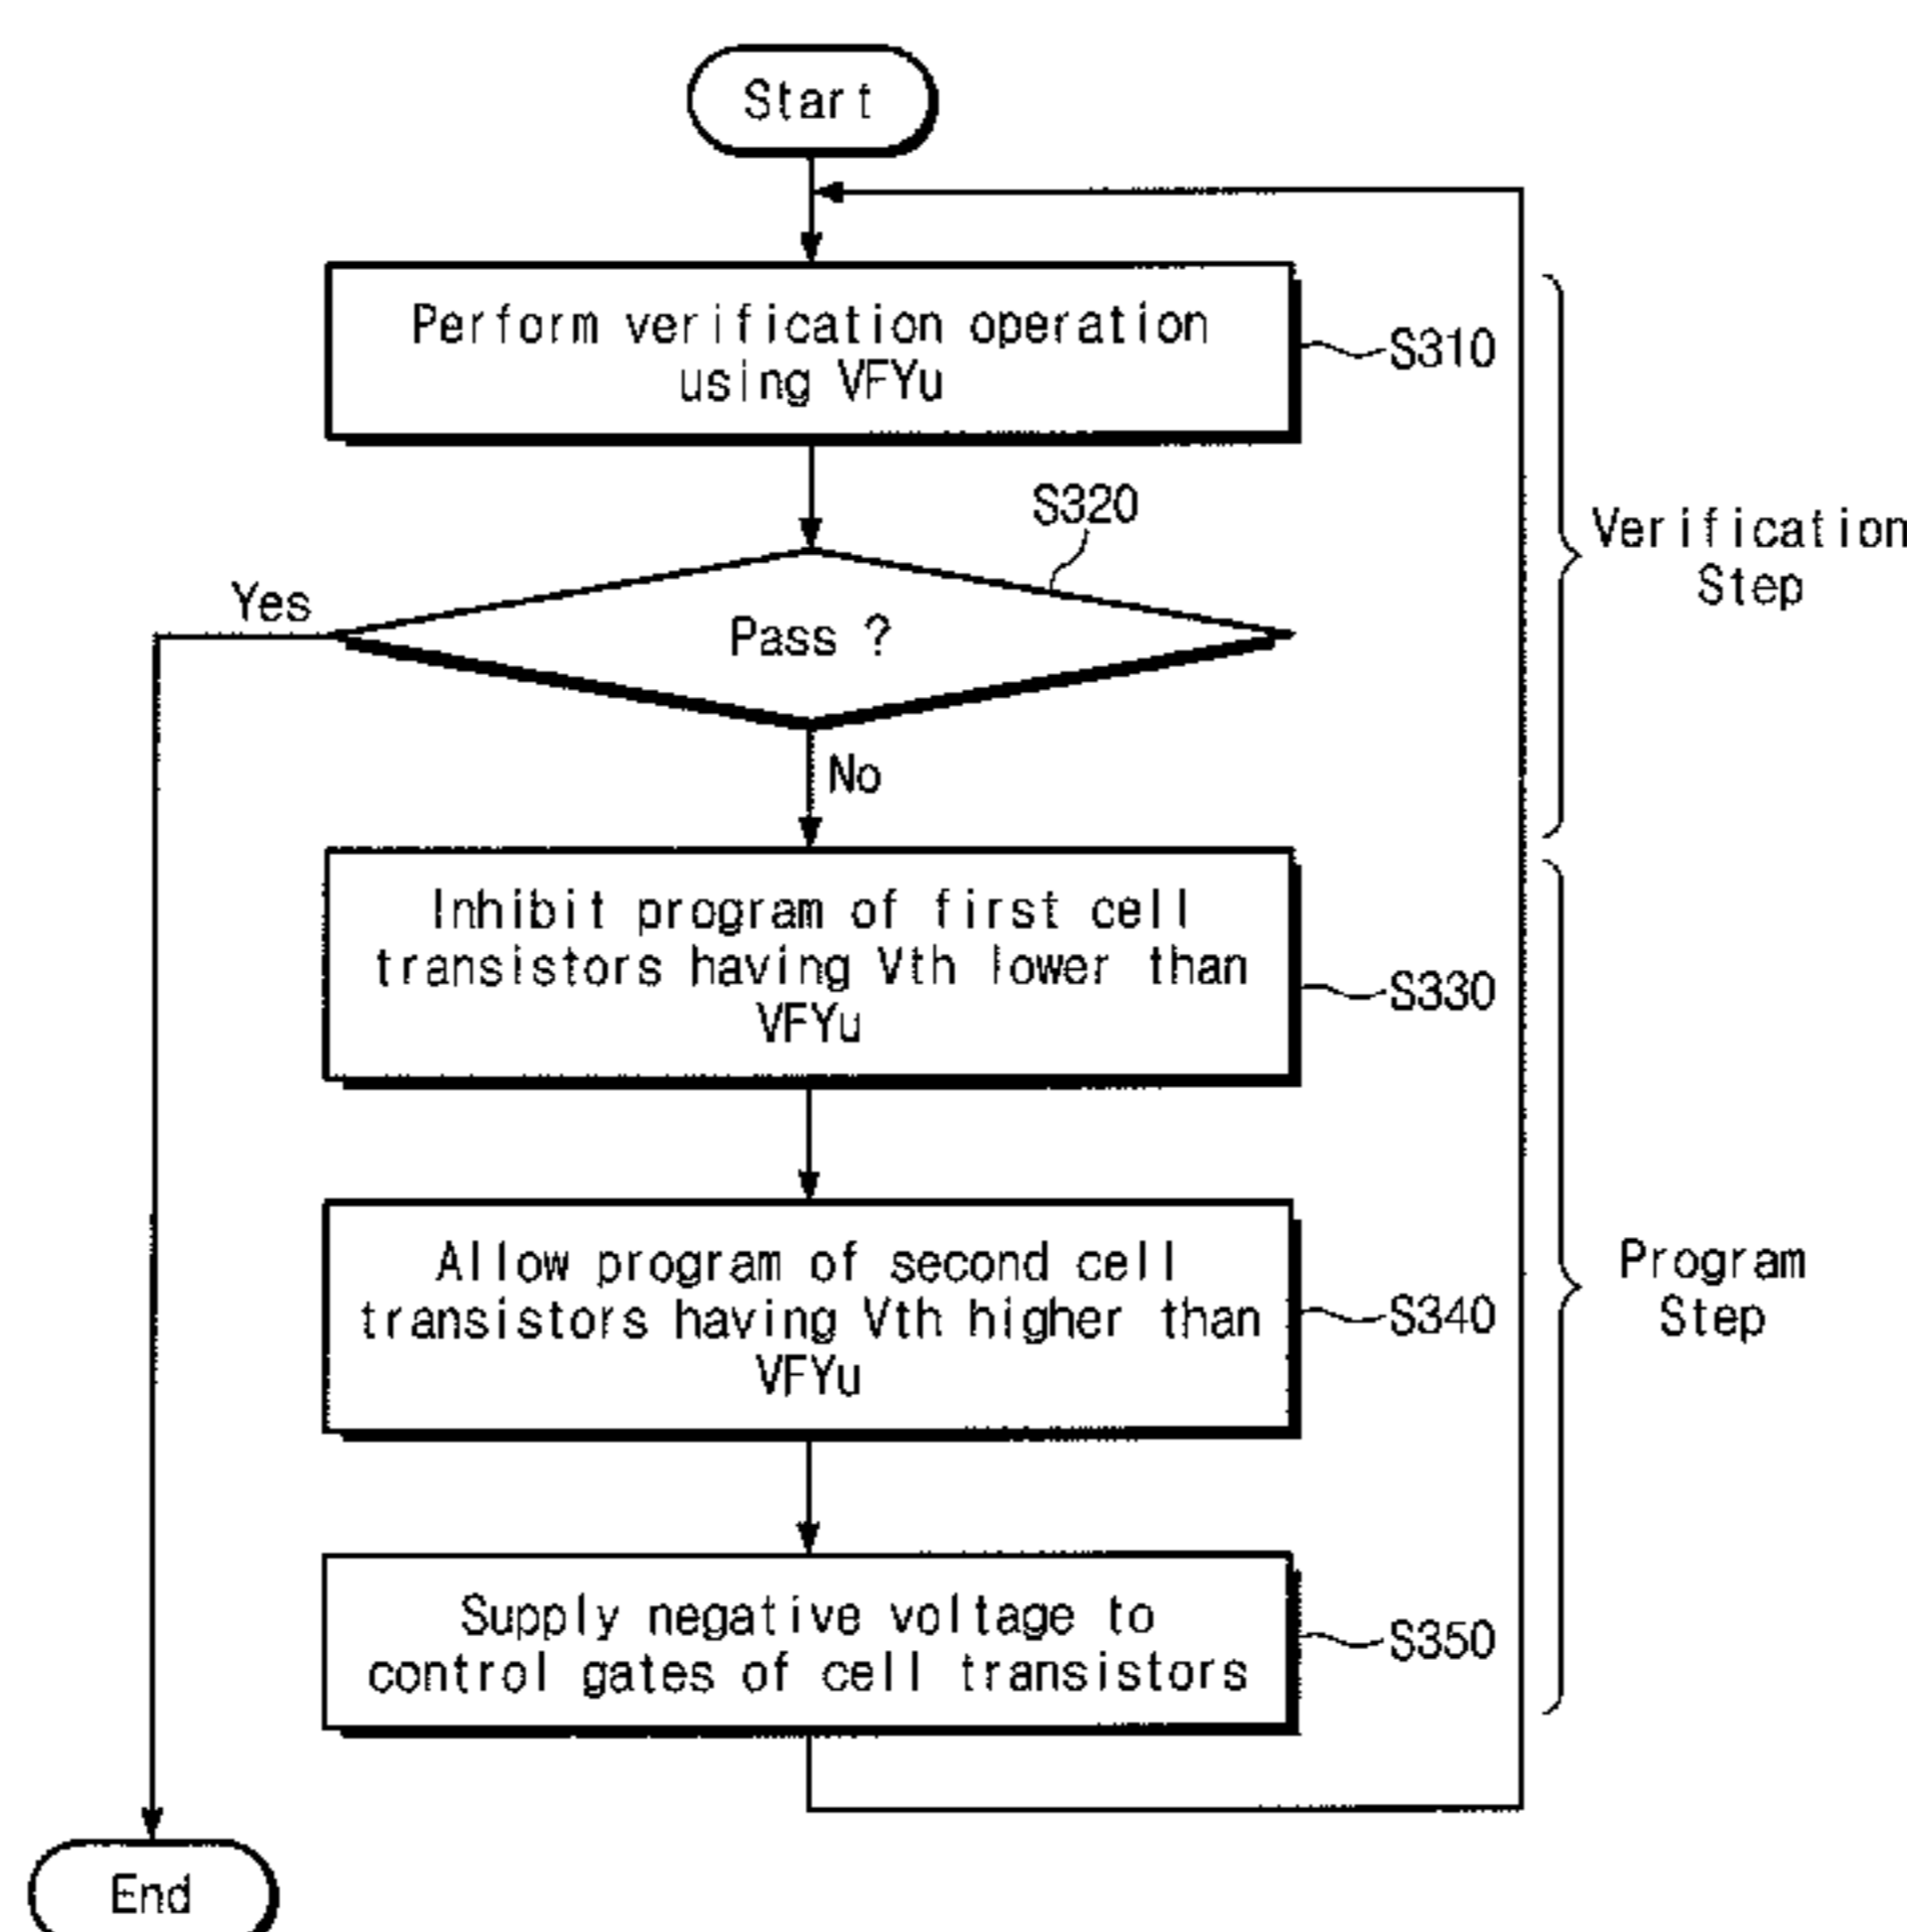 Start
Perform verification operation
using VFYu
S310
S320
Verification
Step
Yes
Pass ?
No
Inhibit program of first cell
transistors having Vth lower than
VFYu
S330
Allow program of second cell
transistors having Vth higher than
VFYu
S340
Program
Step
Supply negative voltage to
control gates of cell transistors
S350
End